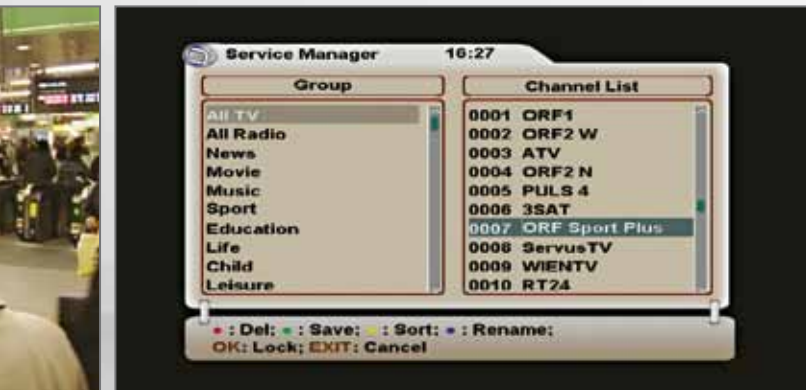 Service Manager 16:27
Group
All TV
All Radio
News
Movie
Music
Sport
Education
Life
Child
Leisure
Channel List
0001 ORF1
0002 ORF2 W
0003 ATV
0004 ORF2 N
0005 PULS 4
0006 3SAT
0007 ORF Sport Plus
0008 ServusTV
0009 WIENTV
0010 RT24
: Del; : Save; : Sort; : Rename;
OK: Lock; EXIT: Cancel